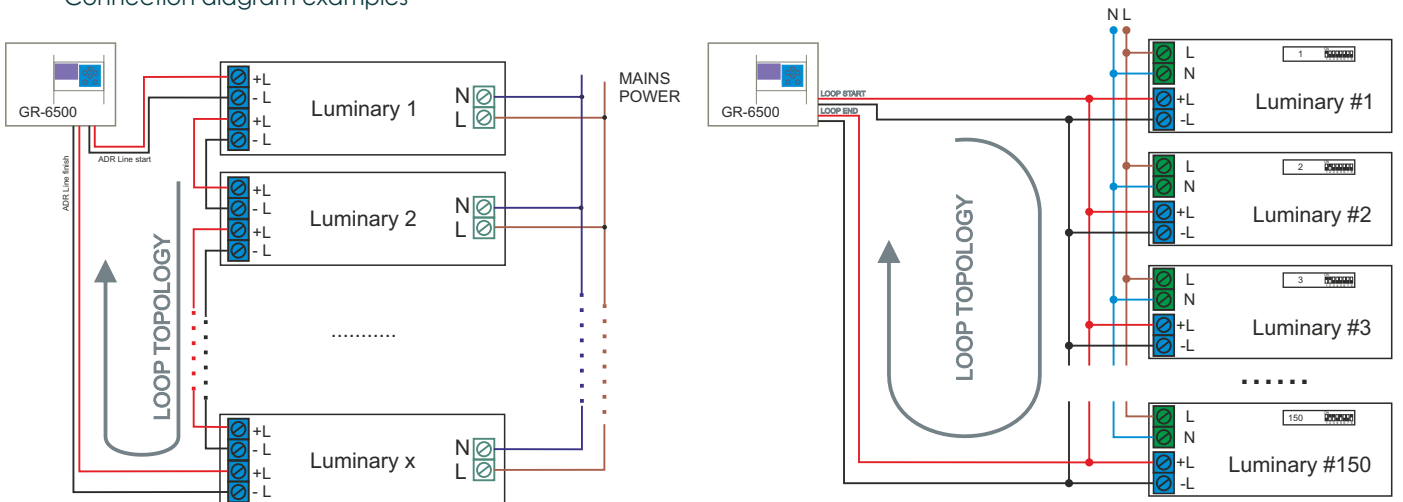 Connection diagram examples
GR-6500
ADR Line start
ADR Line finish
LOOP TOPOLOGY
+L
- L
+L
- L
Luminary 1
N
L
MAINS
POWER
+L
- L
+L
- L
Luminary 2
N
L
...........
+L
- L
+L
- L
Luminary x
N
L
N L
GR-6500
LOOP START
LOOP END
LOOP TOPOLOGY
L
N
+L
-L
1
Luminary #1
L
N
+L
-L
2
Luminary #2
L
N
+L
-L
3
Luminary #3
......
L
N
+L
-L
150
Luminary #150